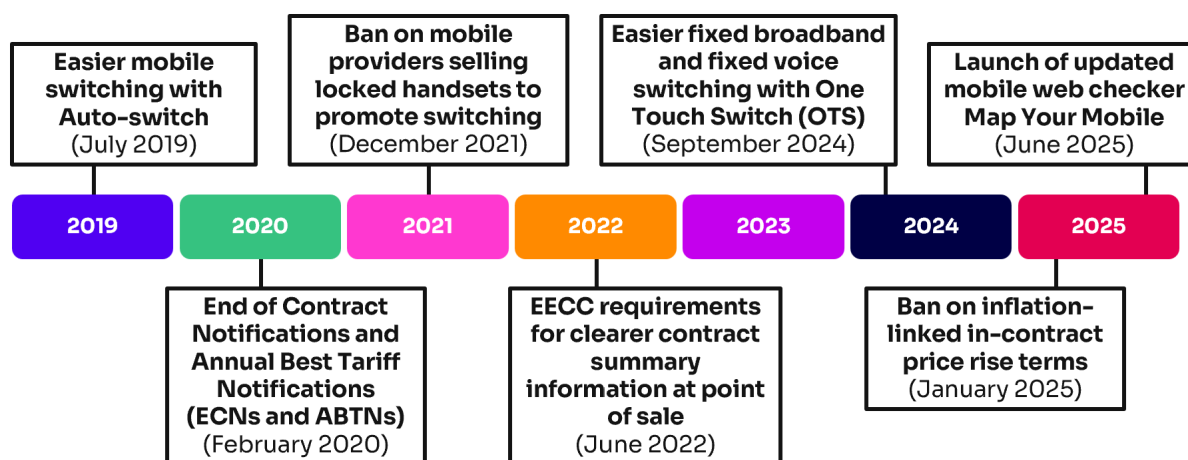 Easier mobile
switching with
Auto-switch
(July 2019)
Ban on mobile
providers selling
locked handsets to
promote switching
(December 2021)
Easier fixed broadband
and fixed voice
switching with One
Touch Switch (OTS)
(September 2024)
Launch of updated
mobile web checker
Map Your Mobile
(June 2025)
2019
2020
2021
2022
2023
2024
2025
End of Contract
Notifications and
Annual Best Tariff
Notifications
(ECNs and ABTNs)
(February 2020)
EECC requirements
for clearer contract
summary
information at point
of sale
(June 2022)
Ban on inflation-
linked in-contract
price rise terms
(January 2025)